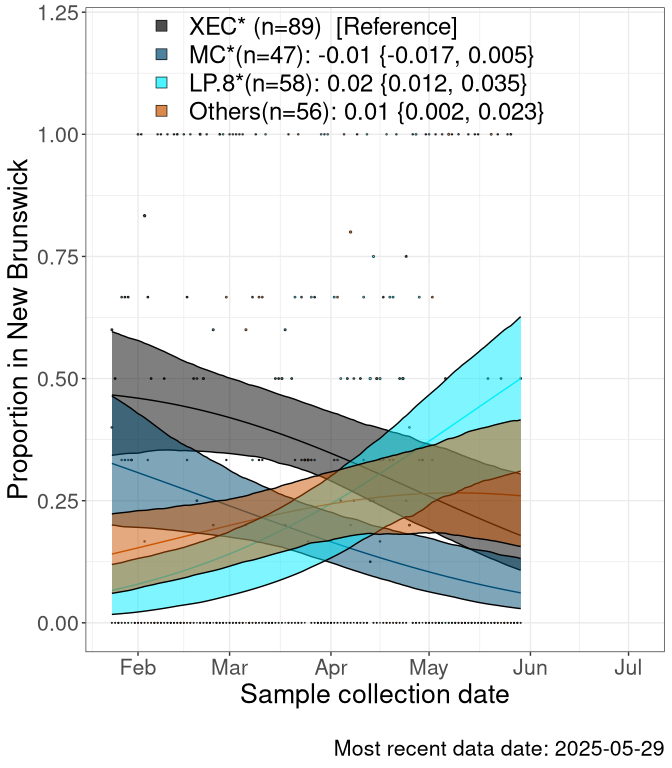 XEC* (n=89)  [Reference]
MC*(n=47): -0.01 {-0.017, 0.005}
LP.8*(n=58): 0.02 {0.012, 0.035}
Others(n=56): 0.01 {0.002, 0.023}
1.25
1.00
0.75
0.50
0.25
0.00
Proportion in New Brunswick
Feb Mar Apr May Jun Jul
Sample collection date
Most recent data date: 2025-05-29